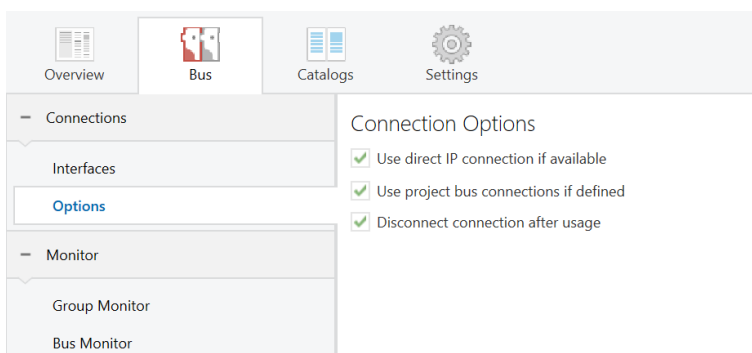 Overview
Bus
Catalogs
Settings
Connections
Interfaces
Options
Monitor
Group Monitor
Bus Monitor
Connection Options
Use direct IP connection if available
Use project bus connections if defined
Disconnect connection after usage